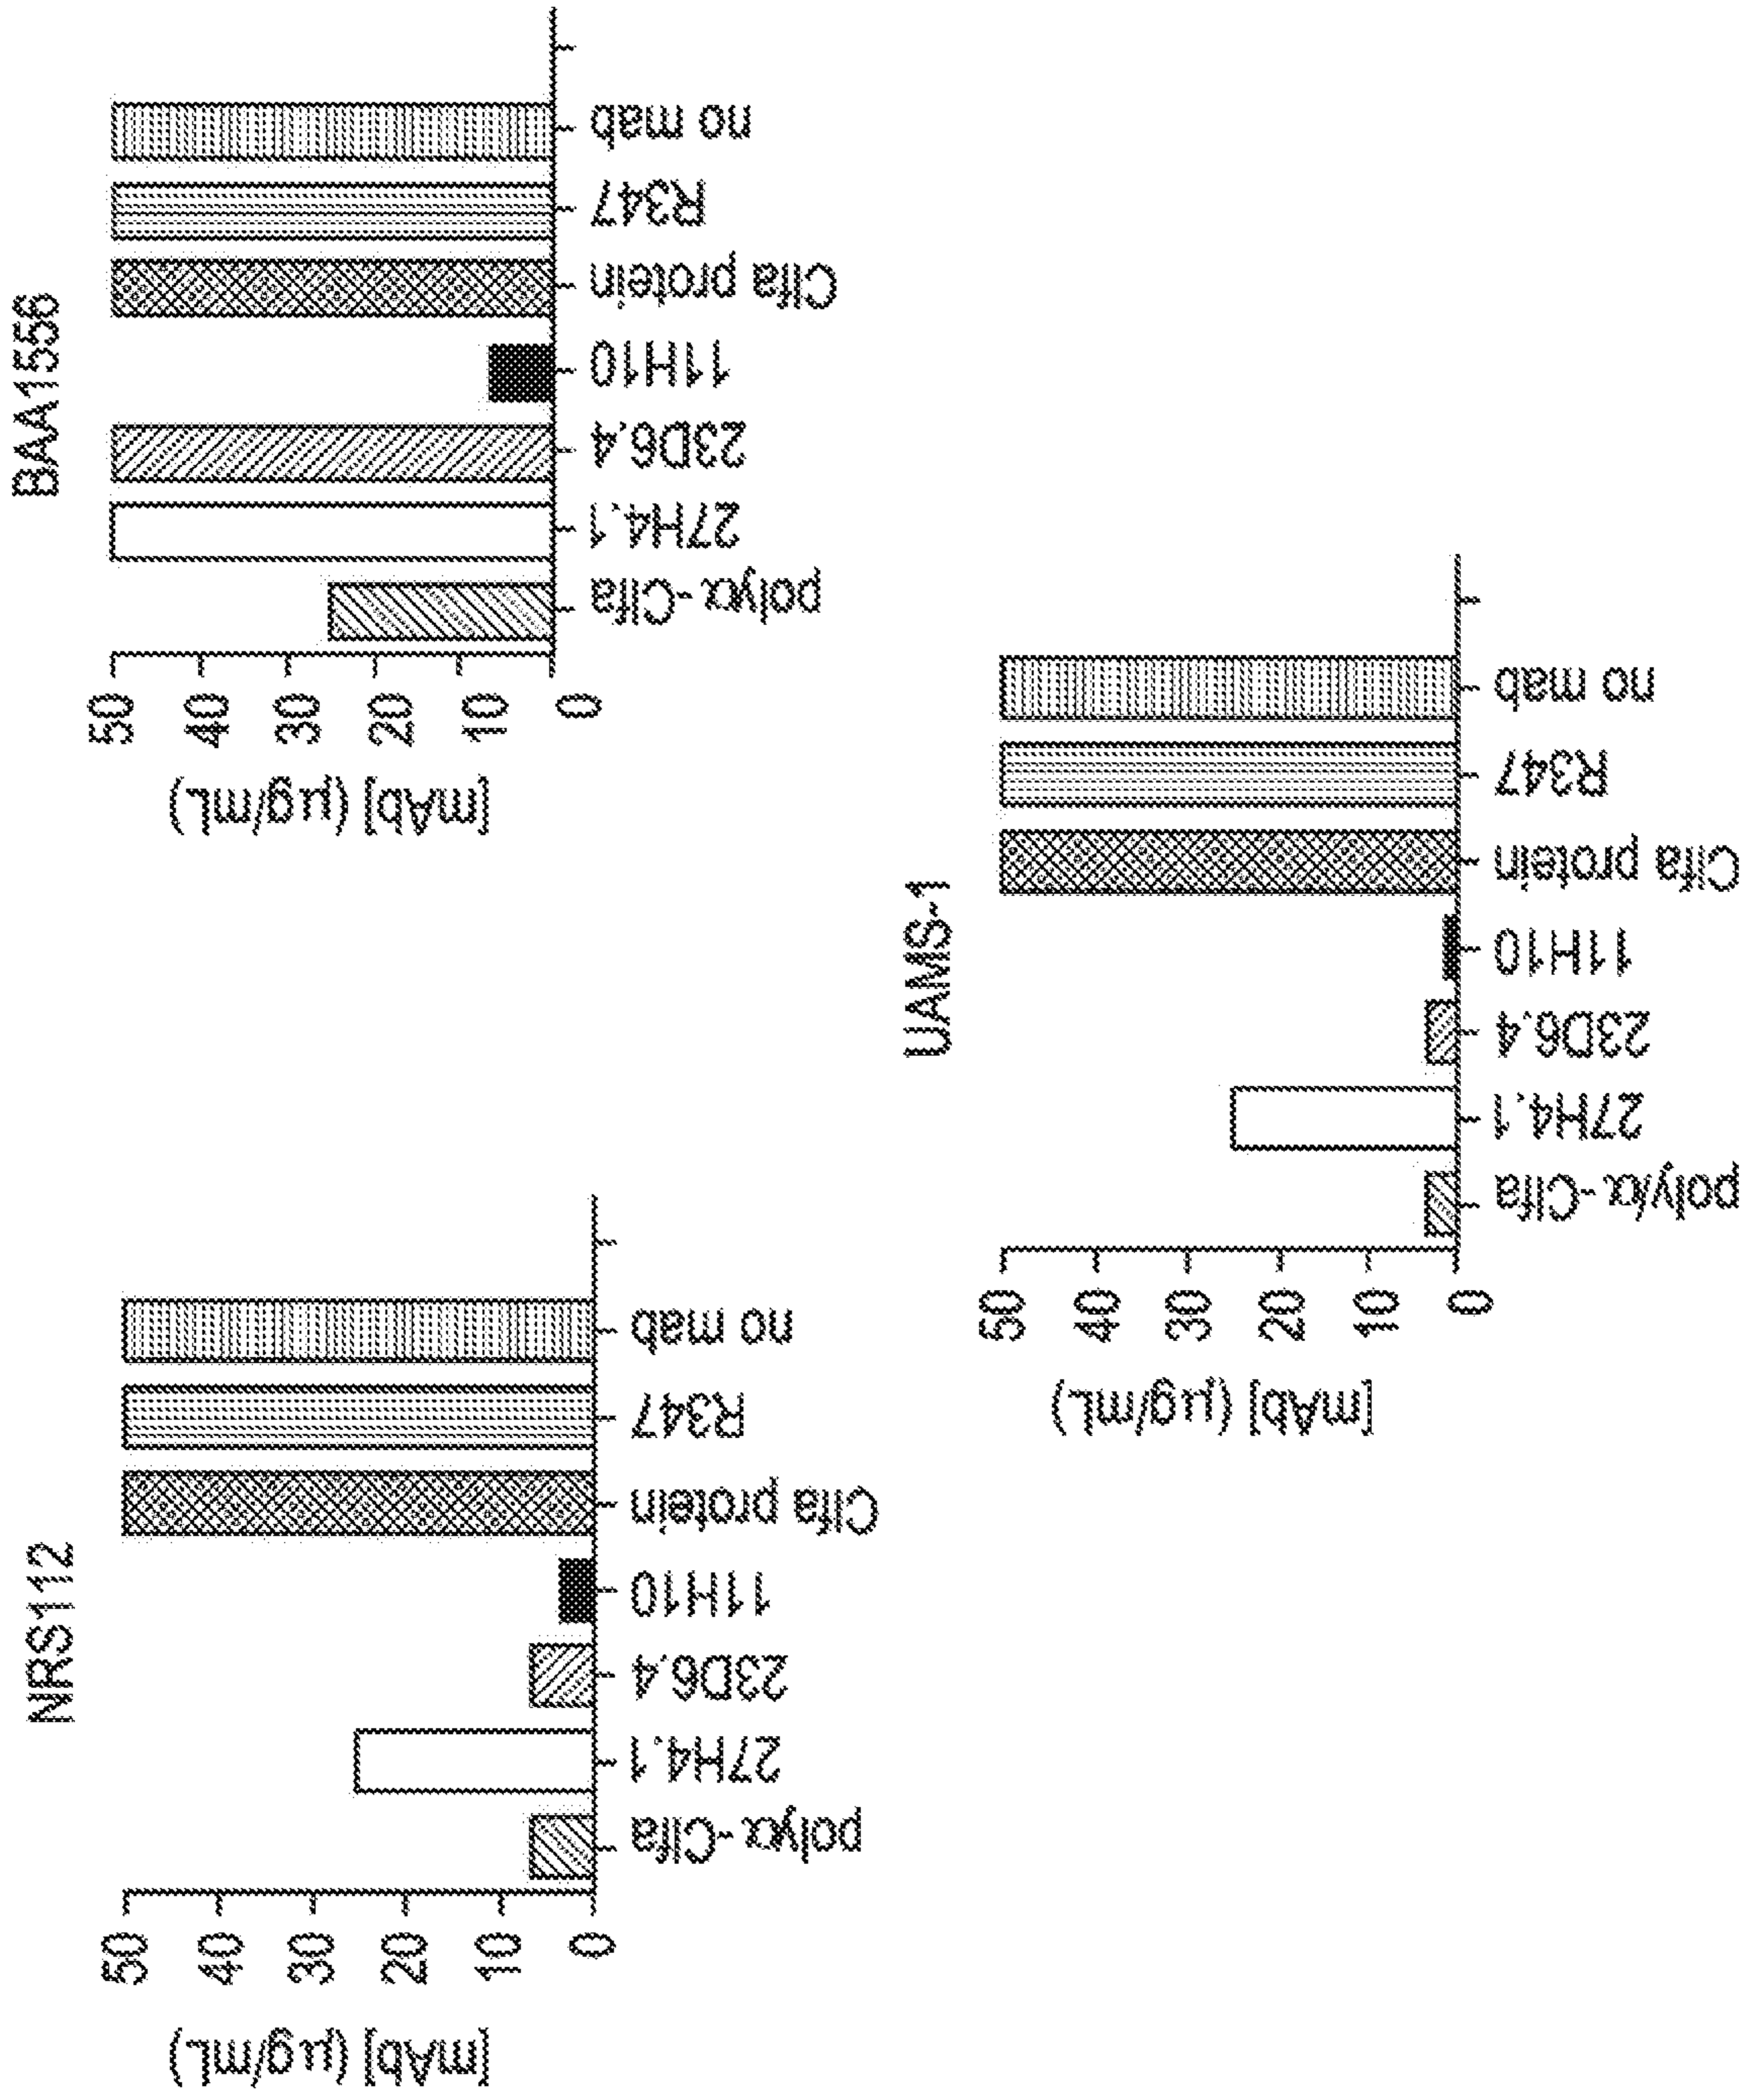 NRS112
[mAb] (µg/mL)
50
40
30
20
10
0
polyα-Clfa
27H4.1
23D6.4
11H10
Clfa protein
R347
no mab
BAA1556
[mAb] (µg/mL)
50
40
30
20
10
0
polyα-Clfa
27H4.1
23D6.4
11H10
Clfa protein
R347
no mab
UAMS-1
[mAb] (µg/mL)
50
40
30
20
10
0
poly/α-Clfa
27H4.1
23D6.4
11H10
Clfa protein
R347
no mab